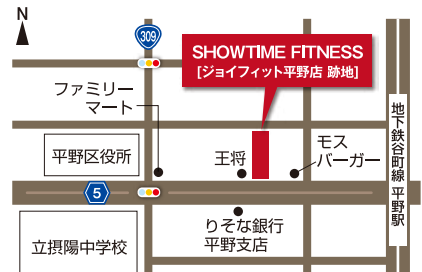 N
309
SHOWTIME FITNESS
[ジョイフィット平野店 跡地]
ファミリー
マート
平野区役所
王将
モス
バーガー
地下鉄谷町線 平野駅
5
りそな銀行
平野支店
立摂陽中学校